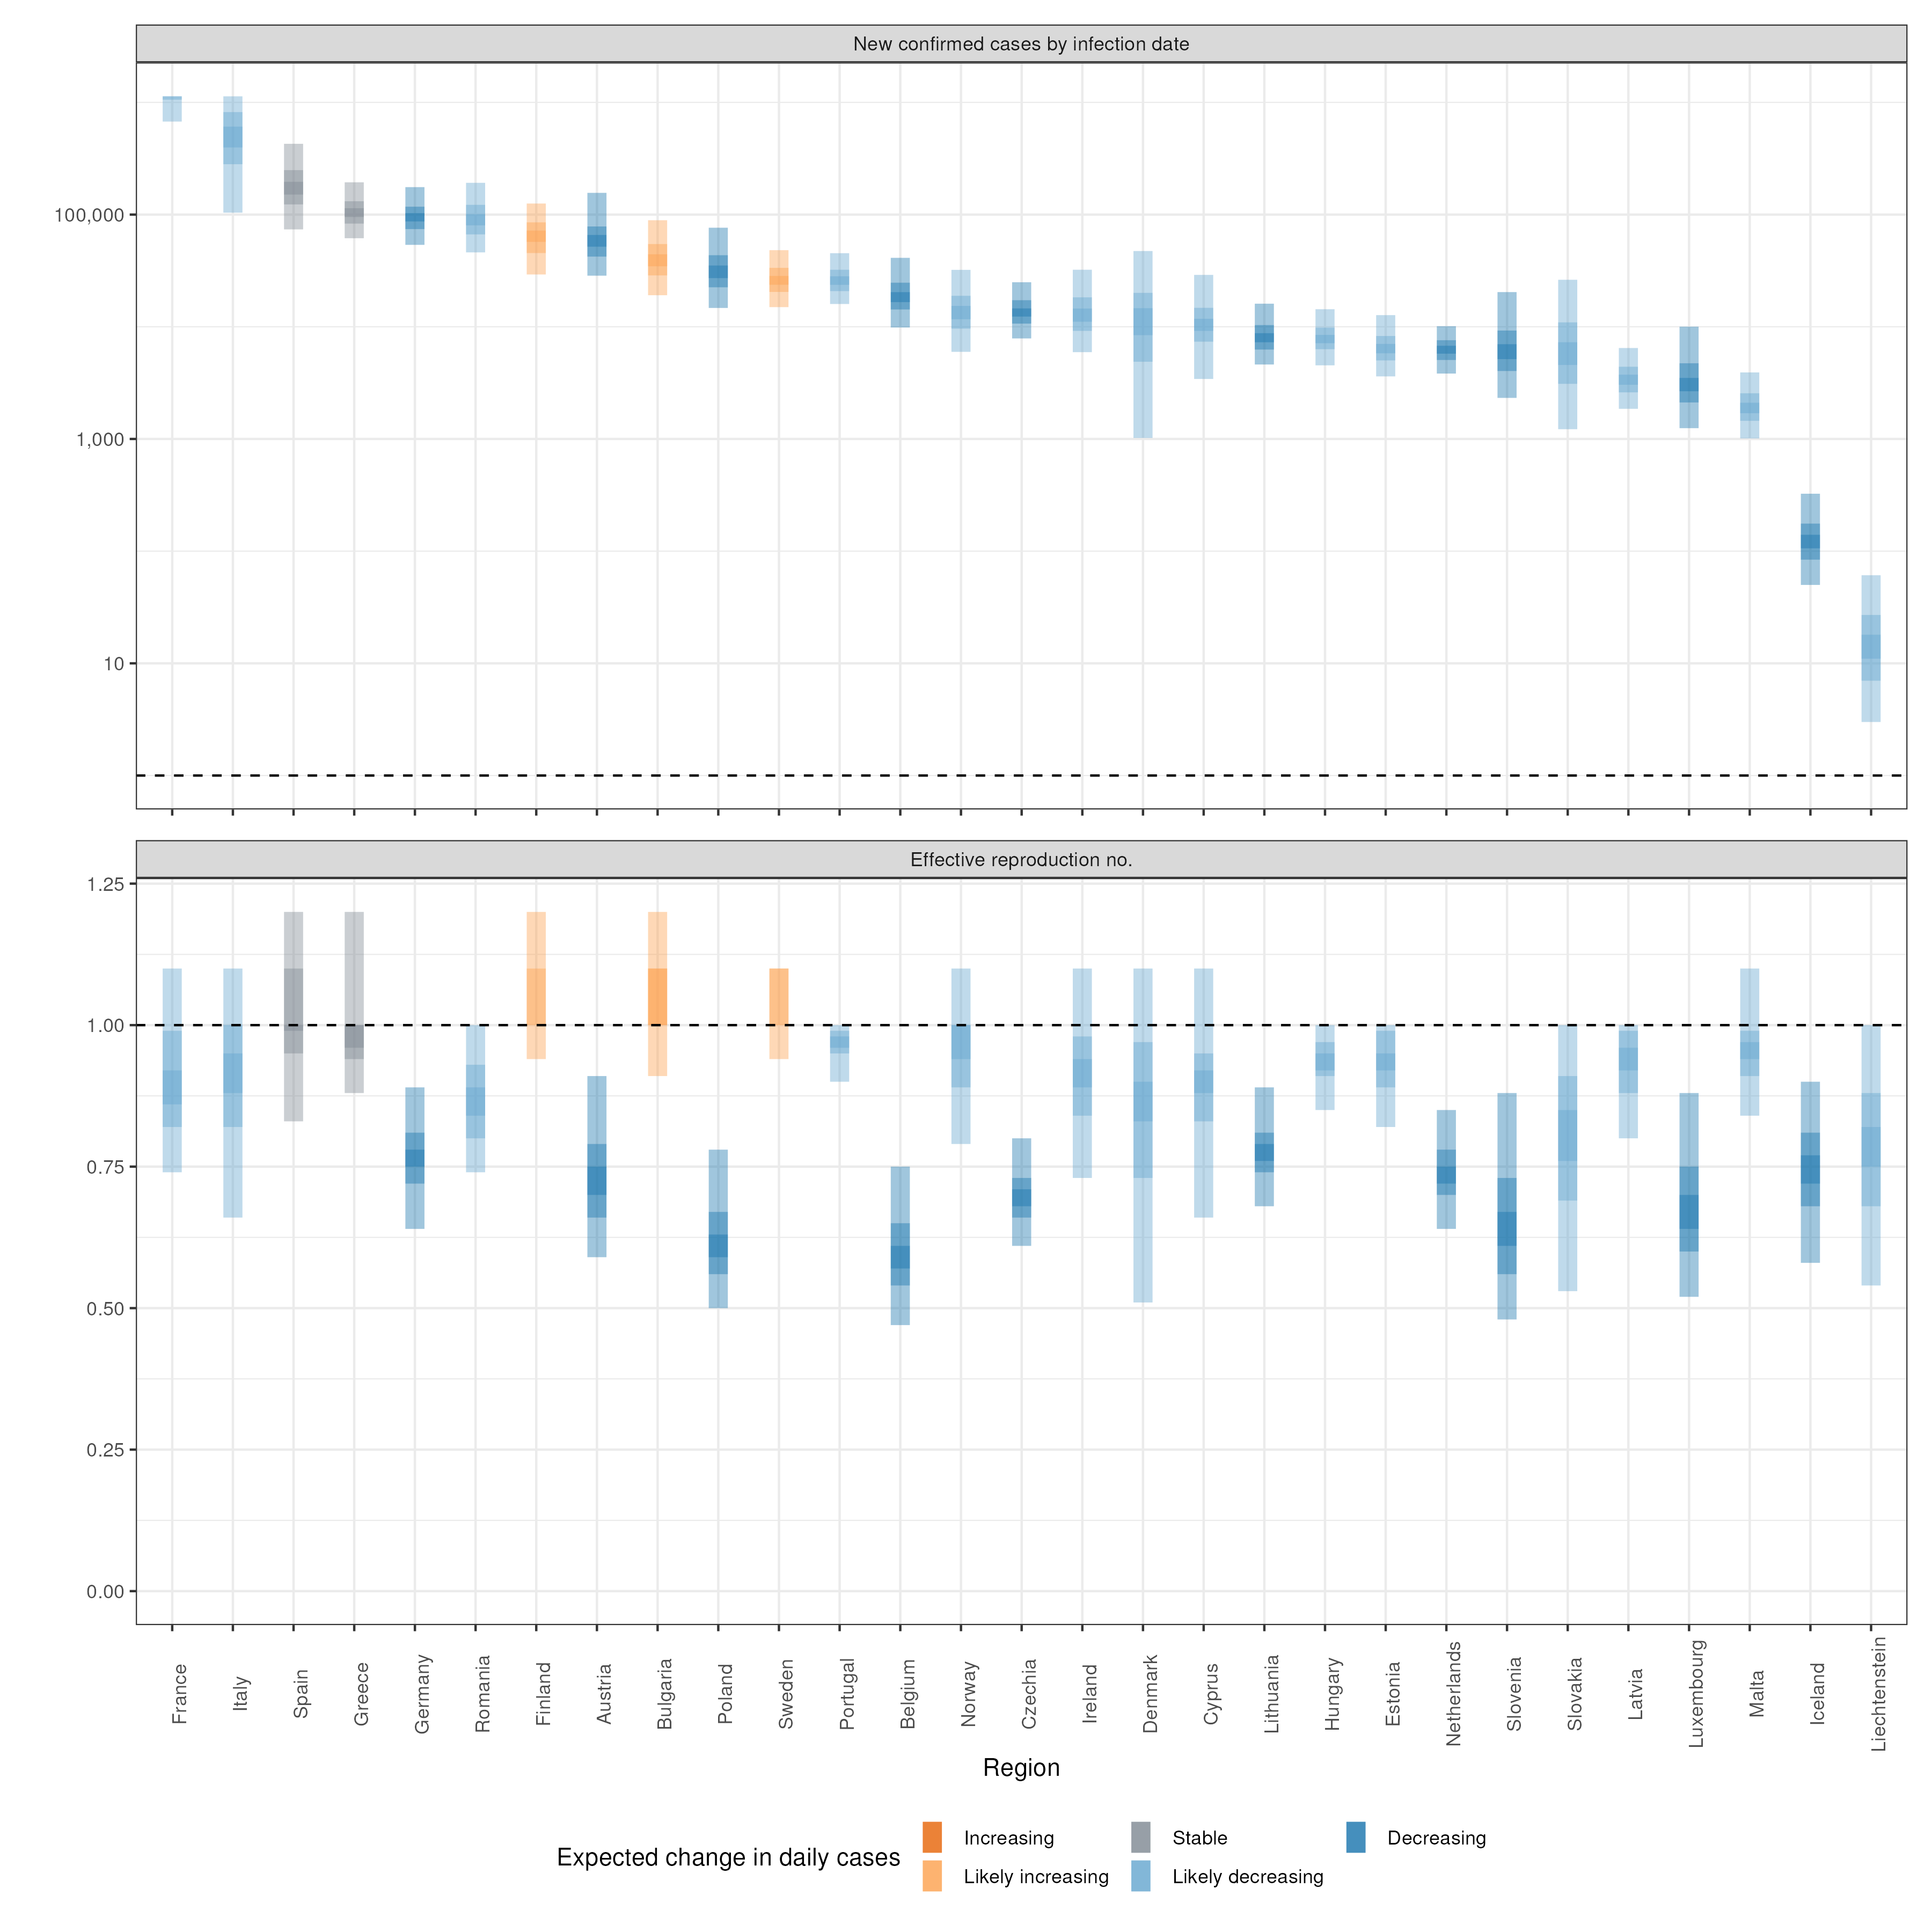 New confirmed cases by infection date
100,000
1,000
10
Effective reproduction no.
1.25
1.00
0.75
0.50
0.25
0.00
France
Italy
Spain
Greece
Germany
Romania
Finland
Austria
Bulgaria
Poland
Sweden
Portugal
Belgium
Norway
Czechia
Ireland
Denmark
Cyprus
Lithuania
Hungary
Estonia
Netherlands
Slovenia
Slovakia
Latvia
Luxembourg
Malta
Iceland
Liechtenstein
Region
Expected change in daily cases
Increasing
Likely increasing
Stable
Likely decreasing
Decreasing